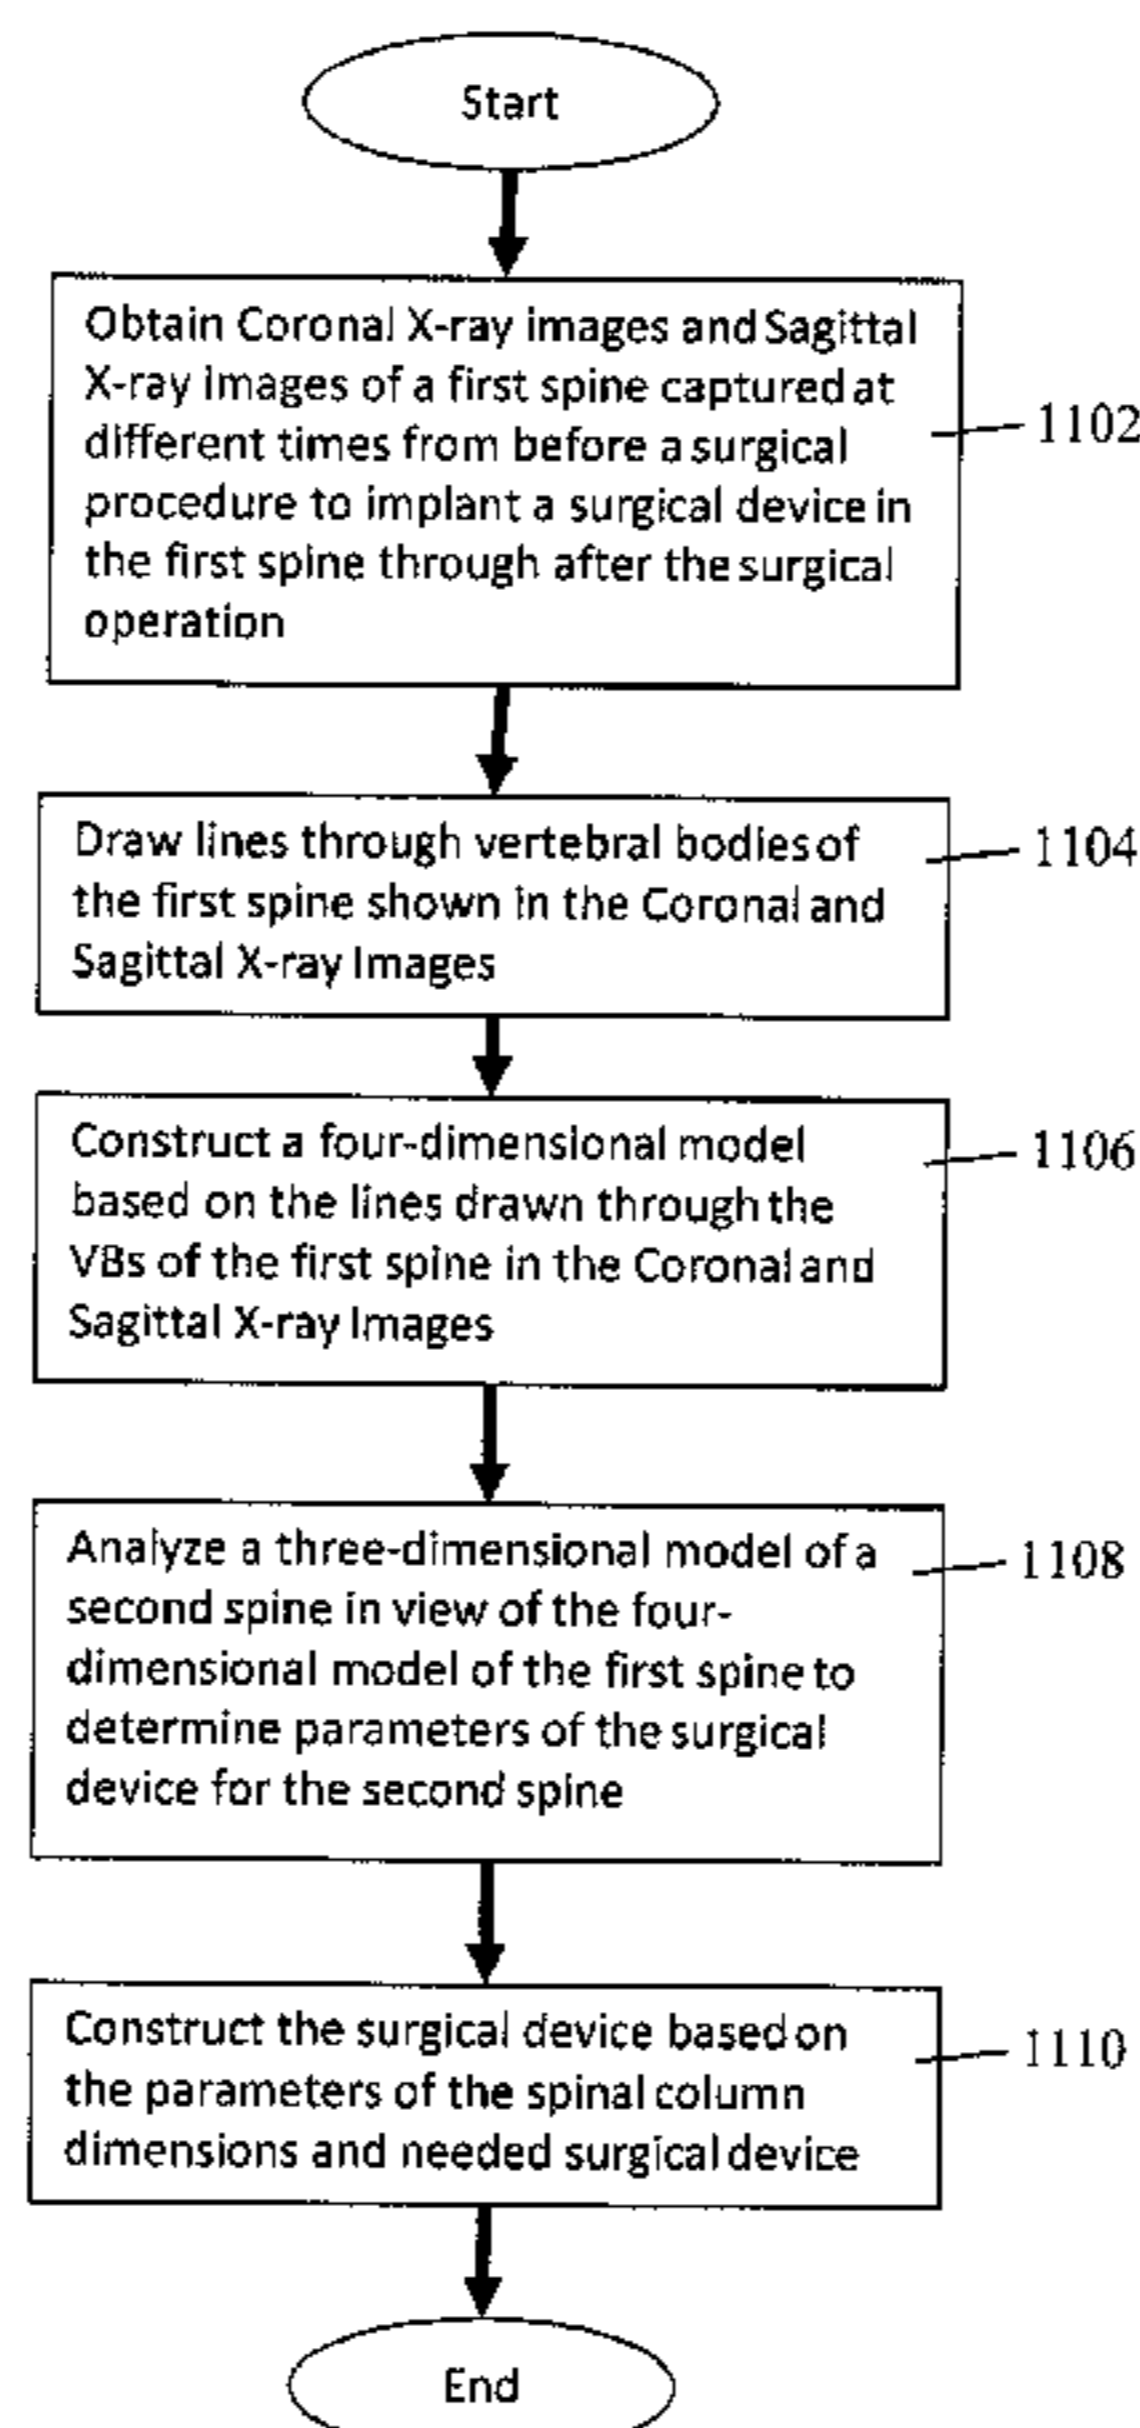 Start
Obtain Coronal X-ray images and Sagittal
X-ray Images of a first spine captured at
different times from before a surgical
procedure to implant a surgical device in
the first spine through after the surgical
operation
1102
Draw lines through vertebral bodies of
the first spine shown in the Coronal and
Sagittal X-ray Images
1104
Construct a four-dimensional model
based on the lines drawn through the
VBs of the first spine in the Coronal and
Sagittal X-ray Images
1106
Analyze a three-dimensional model of a
second spine in view of the four-
dimensional model of the first spine to
determine parameters of the surgical
device for the second spine
1108
Construct the surgical device based on
the parameters of the spinal column
dimensions and needed surgical device
1110
End